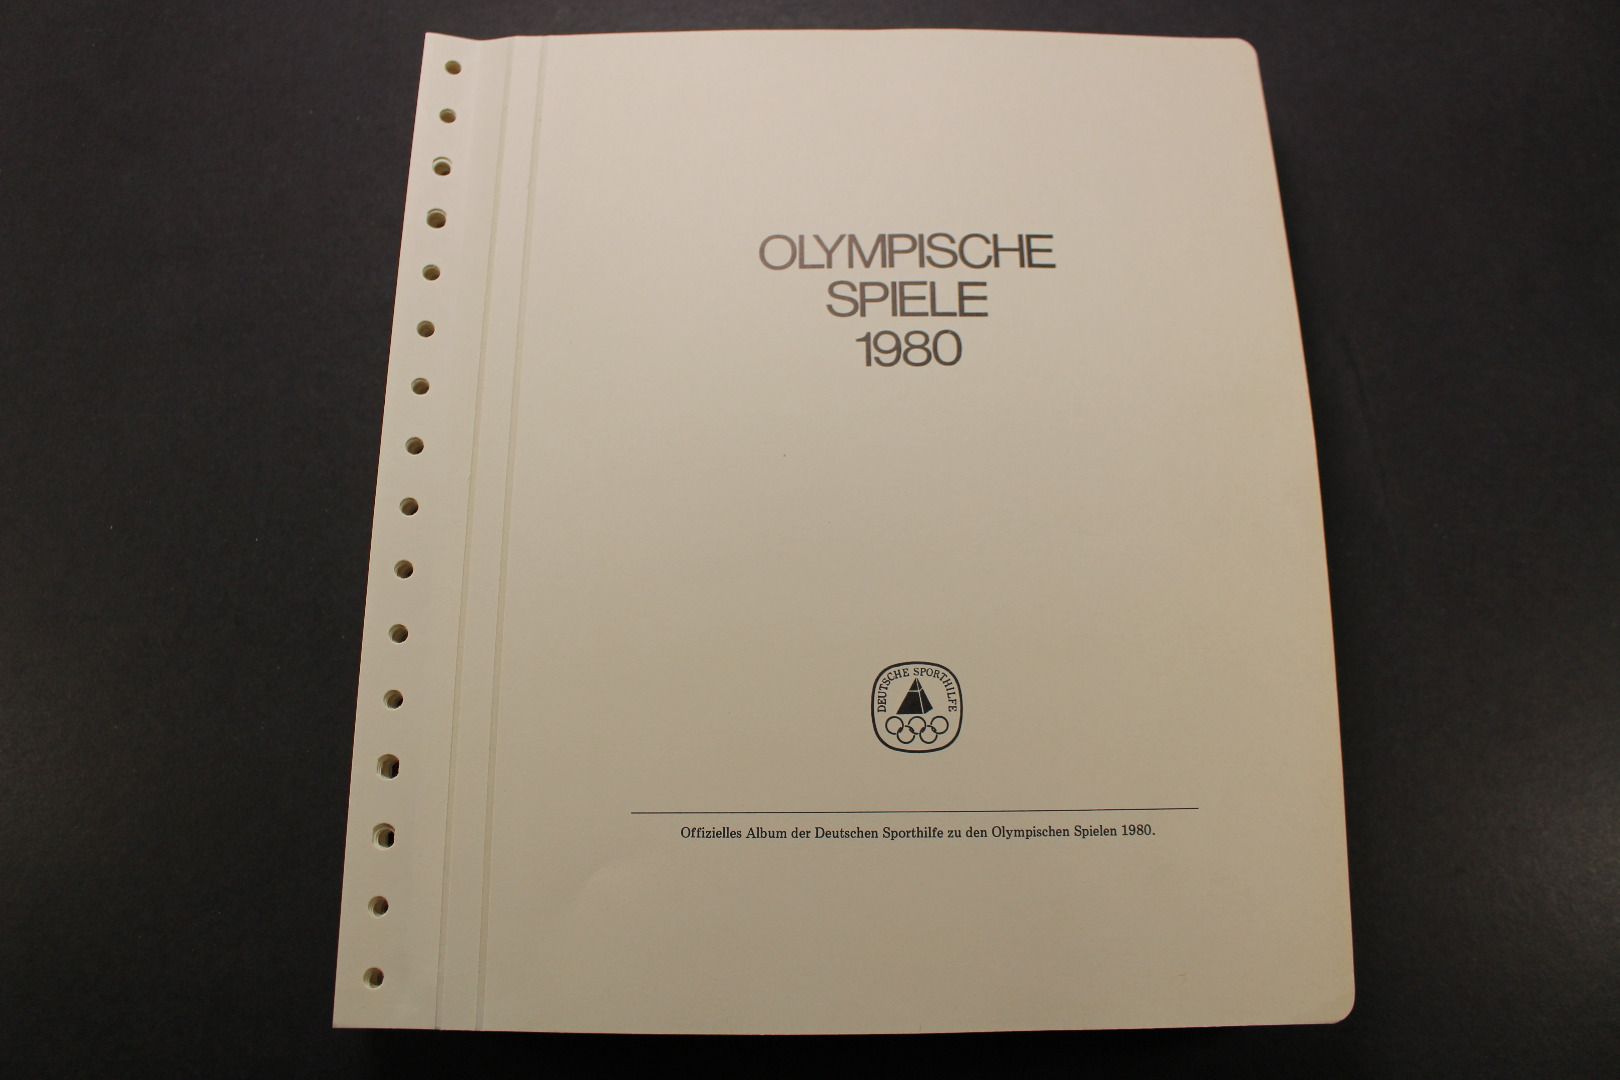 OLYMPISCHE
SPIELE
1980
DEUTSCHE SPORTHILFE
Offizielles Album der Deutschen Sporthilfe zu den Olympischen Spielen 1980.